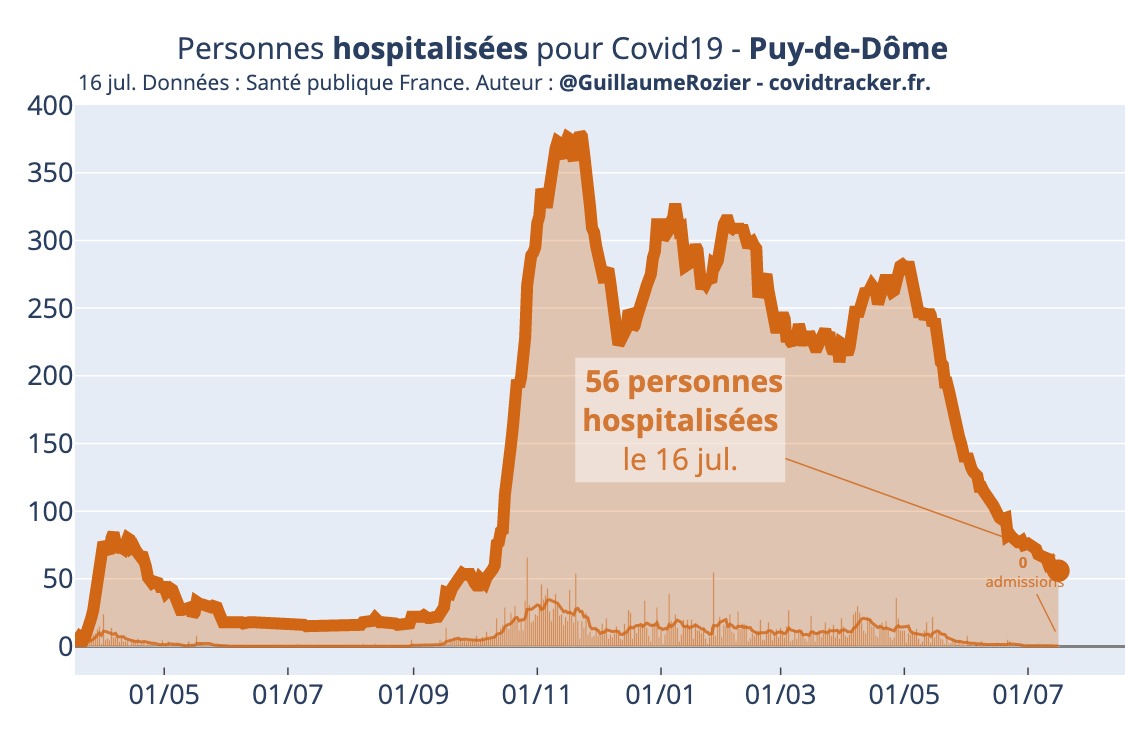 Personnes hospitalisées pour Covid19 - Puy-de-Dôme
16 jul. Données : Santé publique France. Auteur : @GuillaumeRozier - covidtracker.fr.
400
350
300
250
200
150
100
50
0
56 personnes
hospitalisées
le 16 jul.
0
admissions
01/05 01/07 01/09 01/11 01/01 01/03 01/05 01/07